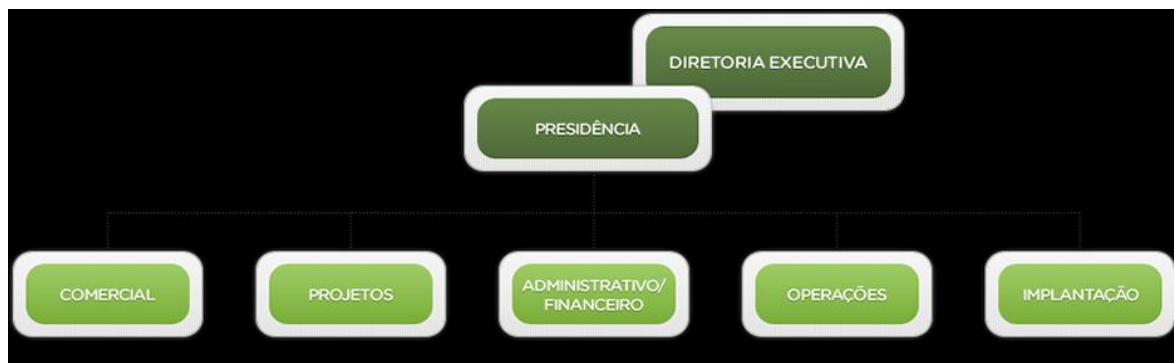 DIRETORIA EXECUTIVA
PRESIDÊNCIA
COMERCIAL
PROJETOS
ADMINISTRATIVO/
FINANCEIRO
OPERAÇÕES
IMPLANTAÇÃO